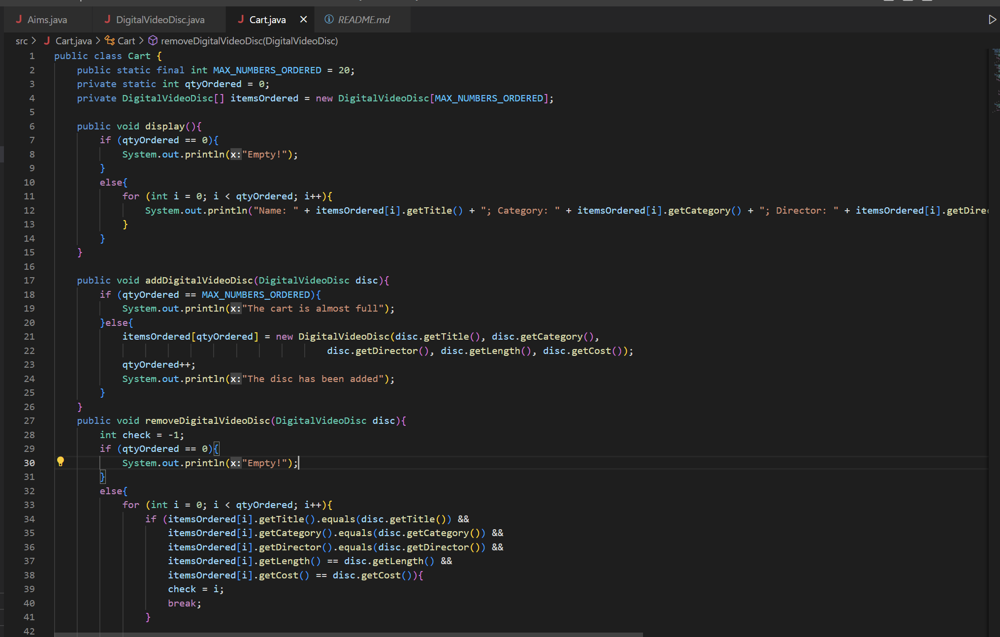 Aims.java DigitalVideoDisc.java Cart.java README.md
src > Cart.java > Cart > removeDigitalVideoDisc(DigitalVideoDisc)
1 public class Cart {
2 public static final int MAX_NUMBERS_ORDERED = 20;
3 private static int qtyOrdered = 0;
4 private DigitalVideoDisc[] itemsOrdered = new DigitalVideoDisc[MAX_NUMBERS_ORDERED];
5
6 public void display(){
7 if (qtyOrdered == 0){
8 System.out.println(x:"Empty!");
9 }
10 else{
11 for (int i = 0; i < qtyOrdered; i++){
12 System.out.println("Name: " + itemsOrdered[i].getTitle() + "; Category: " + itemsOrdered[i].getCategory() + "; Director: " + itemsOrdered[i].getDirec
13 }
14 }
15 }
16
17 public void addDigitalVideoDisc(DigitalVideoDisc disc){
18 if (qtyOrdered == MAX_NUMBERS_ORDERED){
19 System.out.println(x:"The cart is almost full");
20 }else{
21 itemsOrdered[qtyOrdered] = new DigitalVideoDisc(disc.getTitle(), disc.getCategory(),
22 disc.getDirector(), disc.getLength(), disc.getCost());
23 qtyOrdered++;
24 System.out.println(x:"The disc has been added");
25 }
26 }
27 public void removeDigitalVideoDisc(DigitalVideoDisc disc){
28 int check = -1;
29 if (qtyOrdered == 0){
30 System.out.println(x:"Empty!");
31 }
32 else{
33 for (int i = 0; i < qtyOrdered; i++){
34 if (itemsOrdered[i].getTitle().equals(disc.getTitle()) &&
35 itemsOrdered[i].getCategory().equals(disc.getCategory()) &&
36 itemsOrdered[i].getDirector().equals(disc.getDirector()) &&
37 itemsOrdered[i].getLength() == disc.getLength() &&
38 itemsOrdered[i].getCost() == disc.getCost()){
39 check = i;
40 break;
41 }
42